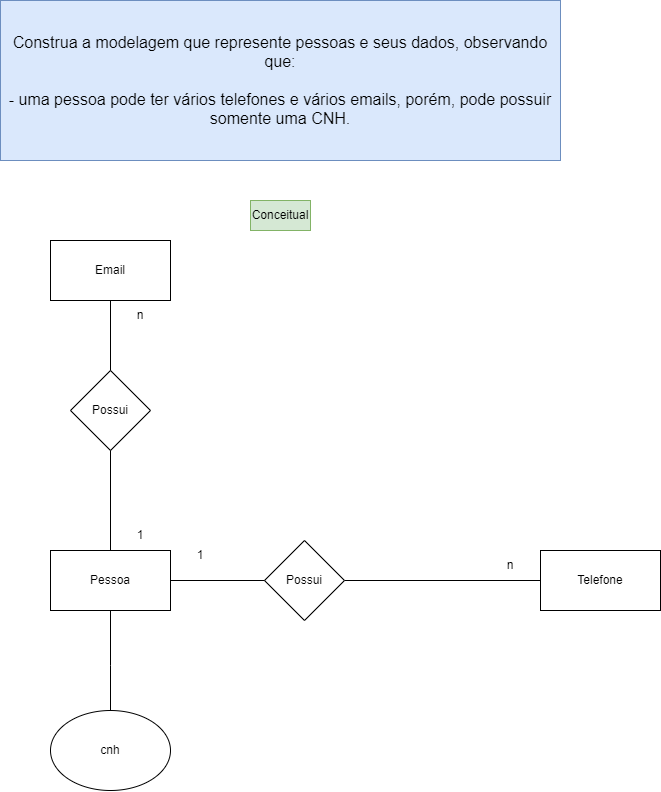 Construa a modelagem que represente pessoas e seus dados, observando
que:
- uma pessoa pode ter vários telefones e vários emails, porém, pode possuir
somente uma CNH.
Conceitual
Email
n
Possui
1
1
n
Pessoa
Possui
Telefone
cnh